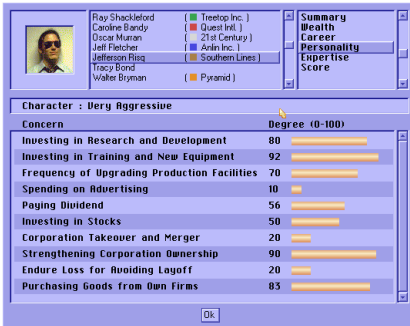 Ray Shackleford ( Treetop Inc. )
Caroline Bandy ( Quest Intl. )
Oscar Murran ( 21st Century )
Jeff Fletcher ( Anlin Inc. )
Jefferson Risq ( Southern Lines )
Tracy Bond
Walter Bryman ( Pyramid )
Summary
Wealth
Career
Personality
Expertise
Score
Character : Very Aggressive
Concern Degree (0-100)
Investing in Research and Development 80
Investing in Training and New Equipment 92
Frequency of Upgrading Production Facilities 70
Spending on Advertising 10
Paying Dividend 56
Investing in Stocks 50
Corporation Takeover and Merger 20
Strengthening Corporation Ownership 90
Endure Loss for Avoiding Layoff 20
Purchasing Goods from Own Firms 83
Ok